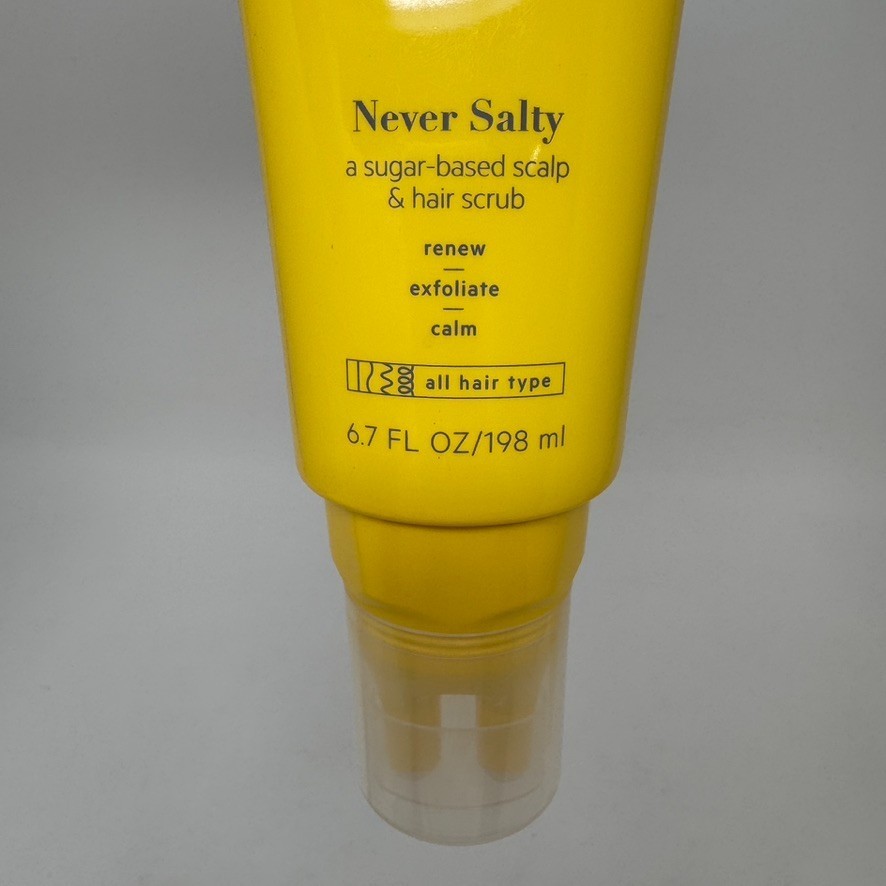 Never Salty
a sugar-based scalp
& hair scrub
renew
exfoliate
calm
all hair type
6.7 FL OZ/198 ml